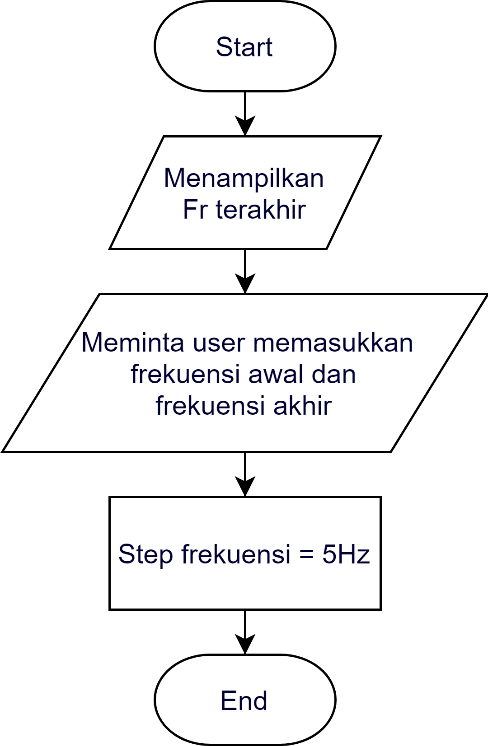 Start
Menampilkan
Fr terakhir
Meminta user memasukkan
frekuensi awal dan
frekuensi akhir
Step frekuensi = 5Hz
End